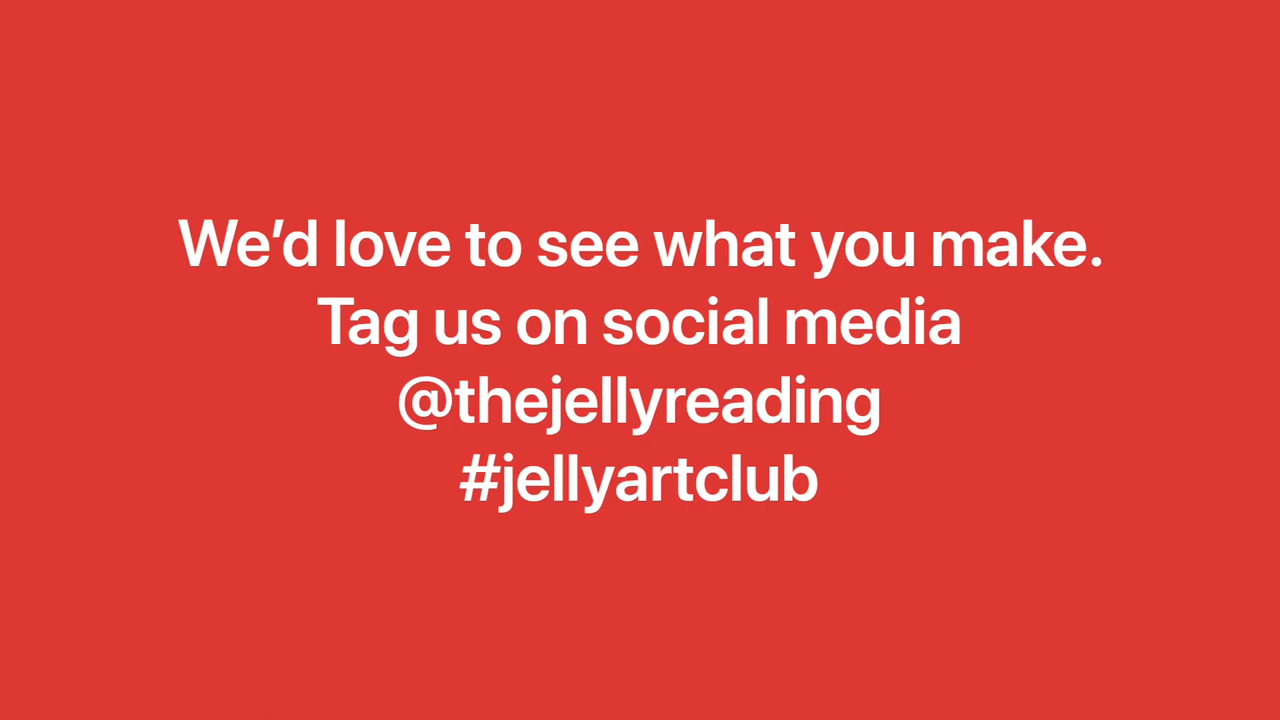 We’d love to see what you make.
Tag us on social media
@thejellyreading
#jellyartclub